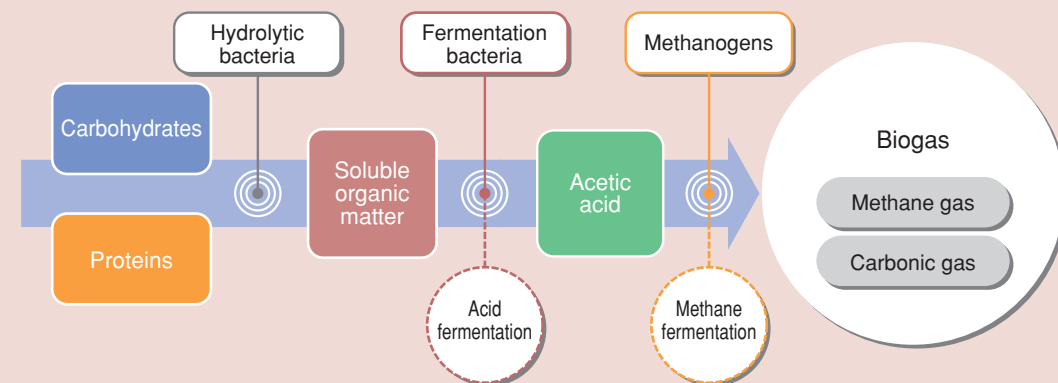 Hydrolytic
bacteria
Fermentation
bacteria
Methanogens
Carbohydrates
Proteins
Soluble
organic
matter
Acetic
acid
Acid
fermentation
Methane
fermentation
Biogas
Methane gas
Carbonic gas